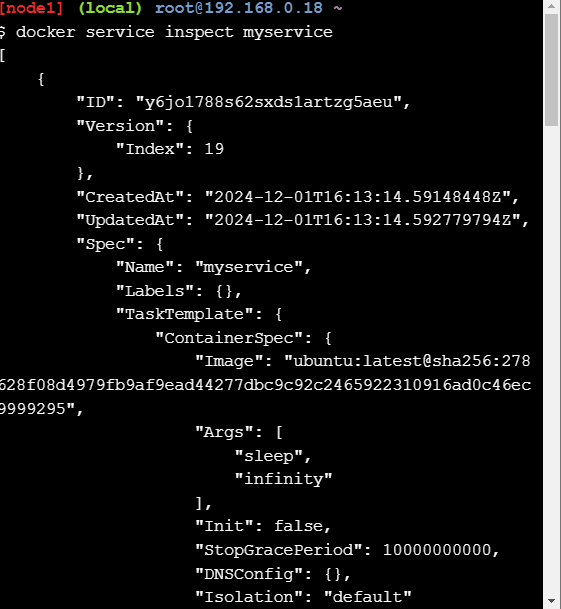 [node1] (local) root@192.168.0.18 ~
$ docker service inspect myservice
[
    {
        "ID": "y6jo1788s62sxds1artzg5aeu",
        "Version": {
            "Index": 19
        },
        "CreatedAt": "2024-12-01T16:13:14.59148448Z",
        "UpdatedAt": "2024-12-01T16:13:14.592779794Z",
        "Spec": {
            "Name": "myservice",
            "Labels": {},
            "TaskTemplate": {
                "ContainerSpec": {
                    "Image": "ubuntu:latest@sha256:278
628f08d4979fb9af9ead44277dbc9c92c2465922310916ad0c46ec
9999295",
                    "Args": [
                        "sleep",
                        "infinity"
                    ],
                    "Init": false,
                    "StopGracePeriod": 10000000000,
                    "DNSConfig": {},
                    "Isolation": "default"